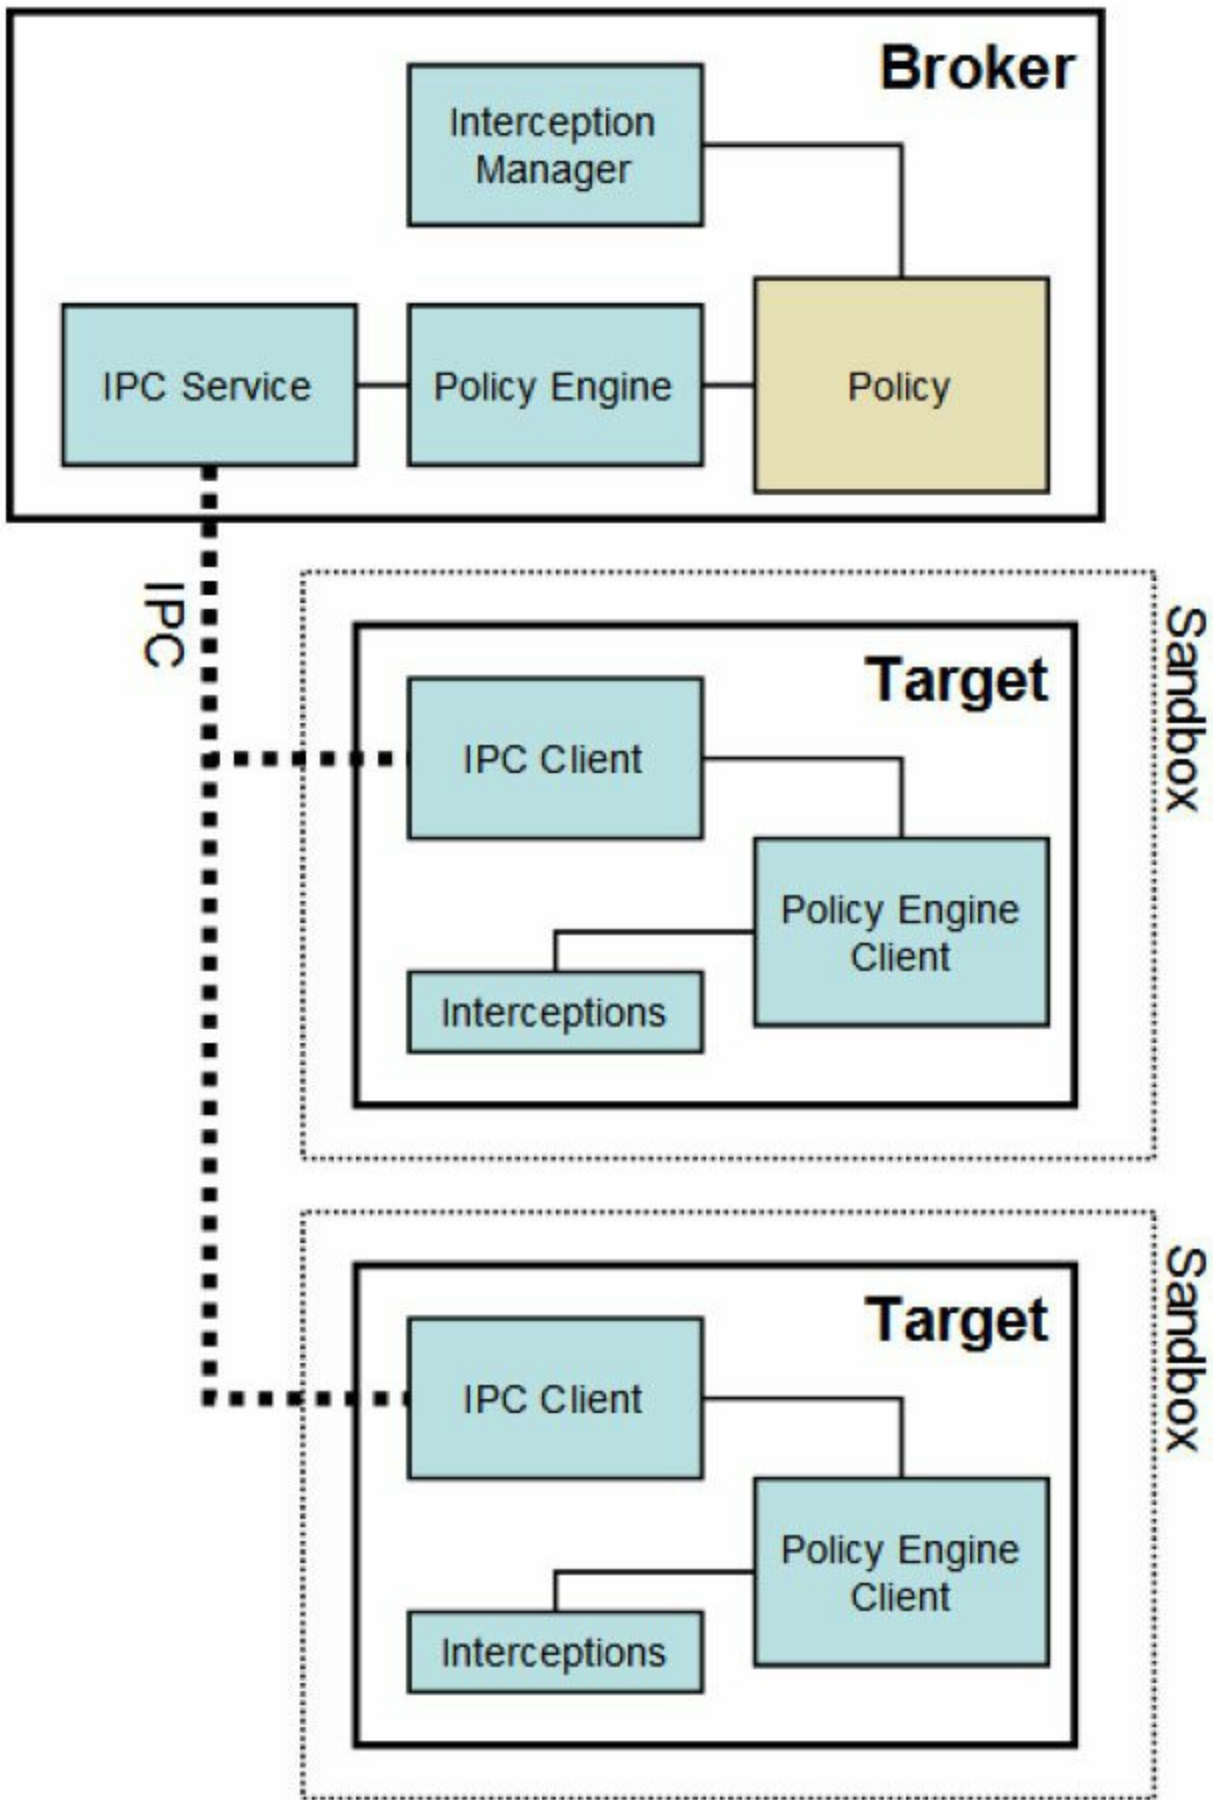 Broker
Interception
Manager
IPC Service
Policy Engine
Policy
IPC
Sandbox
Target
IPC Client
Policy Engine
Client
Interceptions
Sandbox
Target
IPC Client
Policy Engine
Client
Interceptions